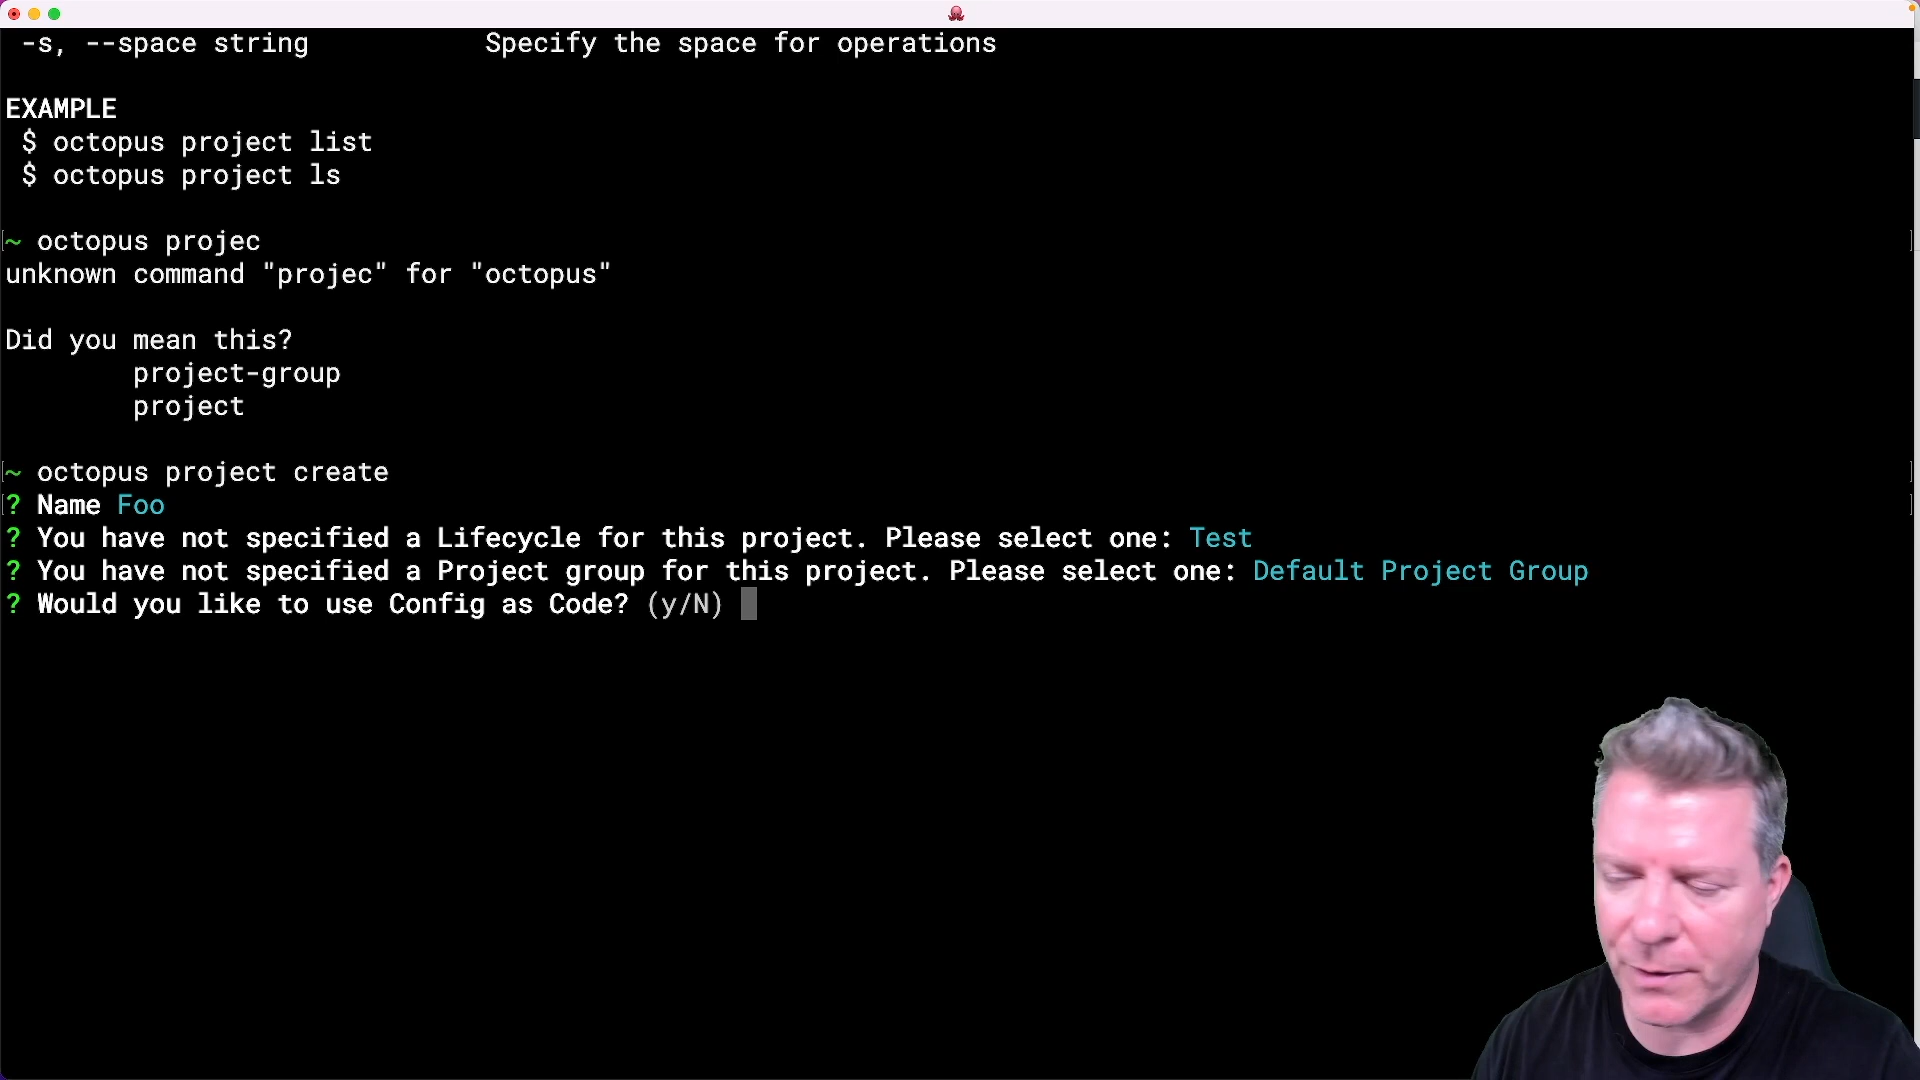 -s, --space string Specify the space for operations
EXAMPLE
$ octopus project list
$ octopus project ls
~ octopus projec
unknown command "projec" for "octopus"
Did you mean this?
project-group
project
~ octopus project create
? Name Foo
? You have not specified a Lifecycle for this project. Please select one: Test
? You have not specified a Project group for this project. Please select one: Default Project Group
? Would you like to use Config as Code? (y/N)